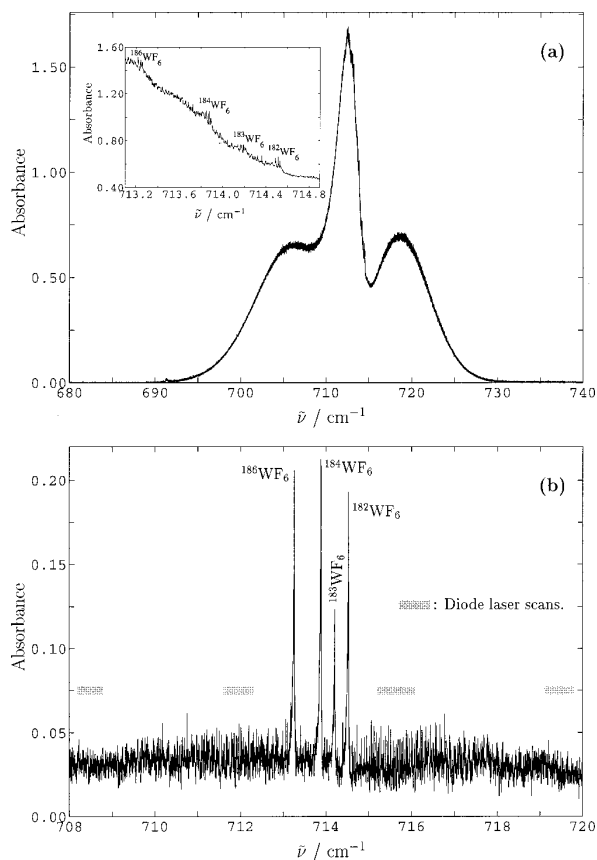 (a)
1.50
1.00
0.50
0.00
Absorbance
1.60
1.20
0.80
0.40
Absorbance
¹⁸⁶WF₆
¹⁸⁴WF₆
¹⁸³WF₆
¹⁸²WF₆
713.2 713.6 714.0 714.4 714.8
ν̃ / cm⁻¹
680 690 700 710 720 730 740
ν̃ / cm⁻¹
(b)
0.20
0.15
0.10
0.05
0.00
Absorbance
¹⁸⁶WF₆
¹⁸⁴WF₆
¹⁸³WF₆
¹⁸²WF₆
: Diode laser scans.
708 710 712 714 716 718 720
ν̃ / cm⁻¹